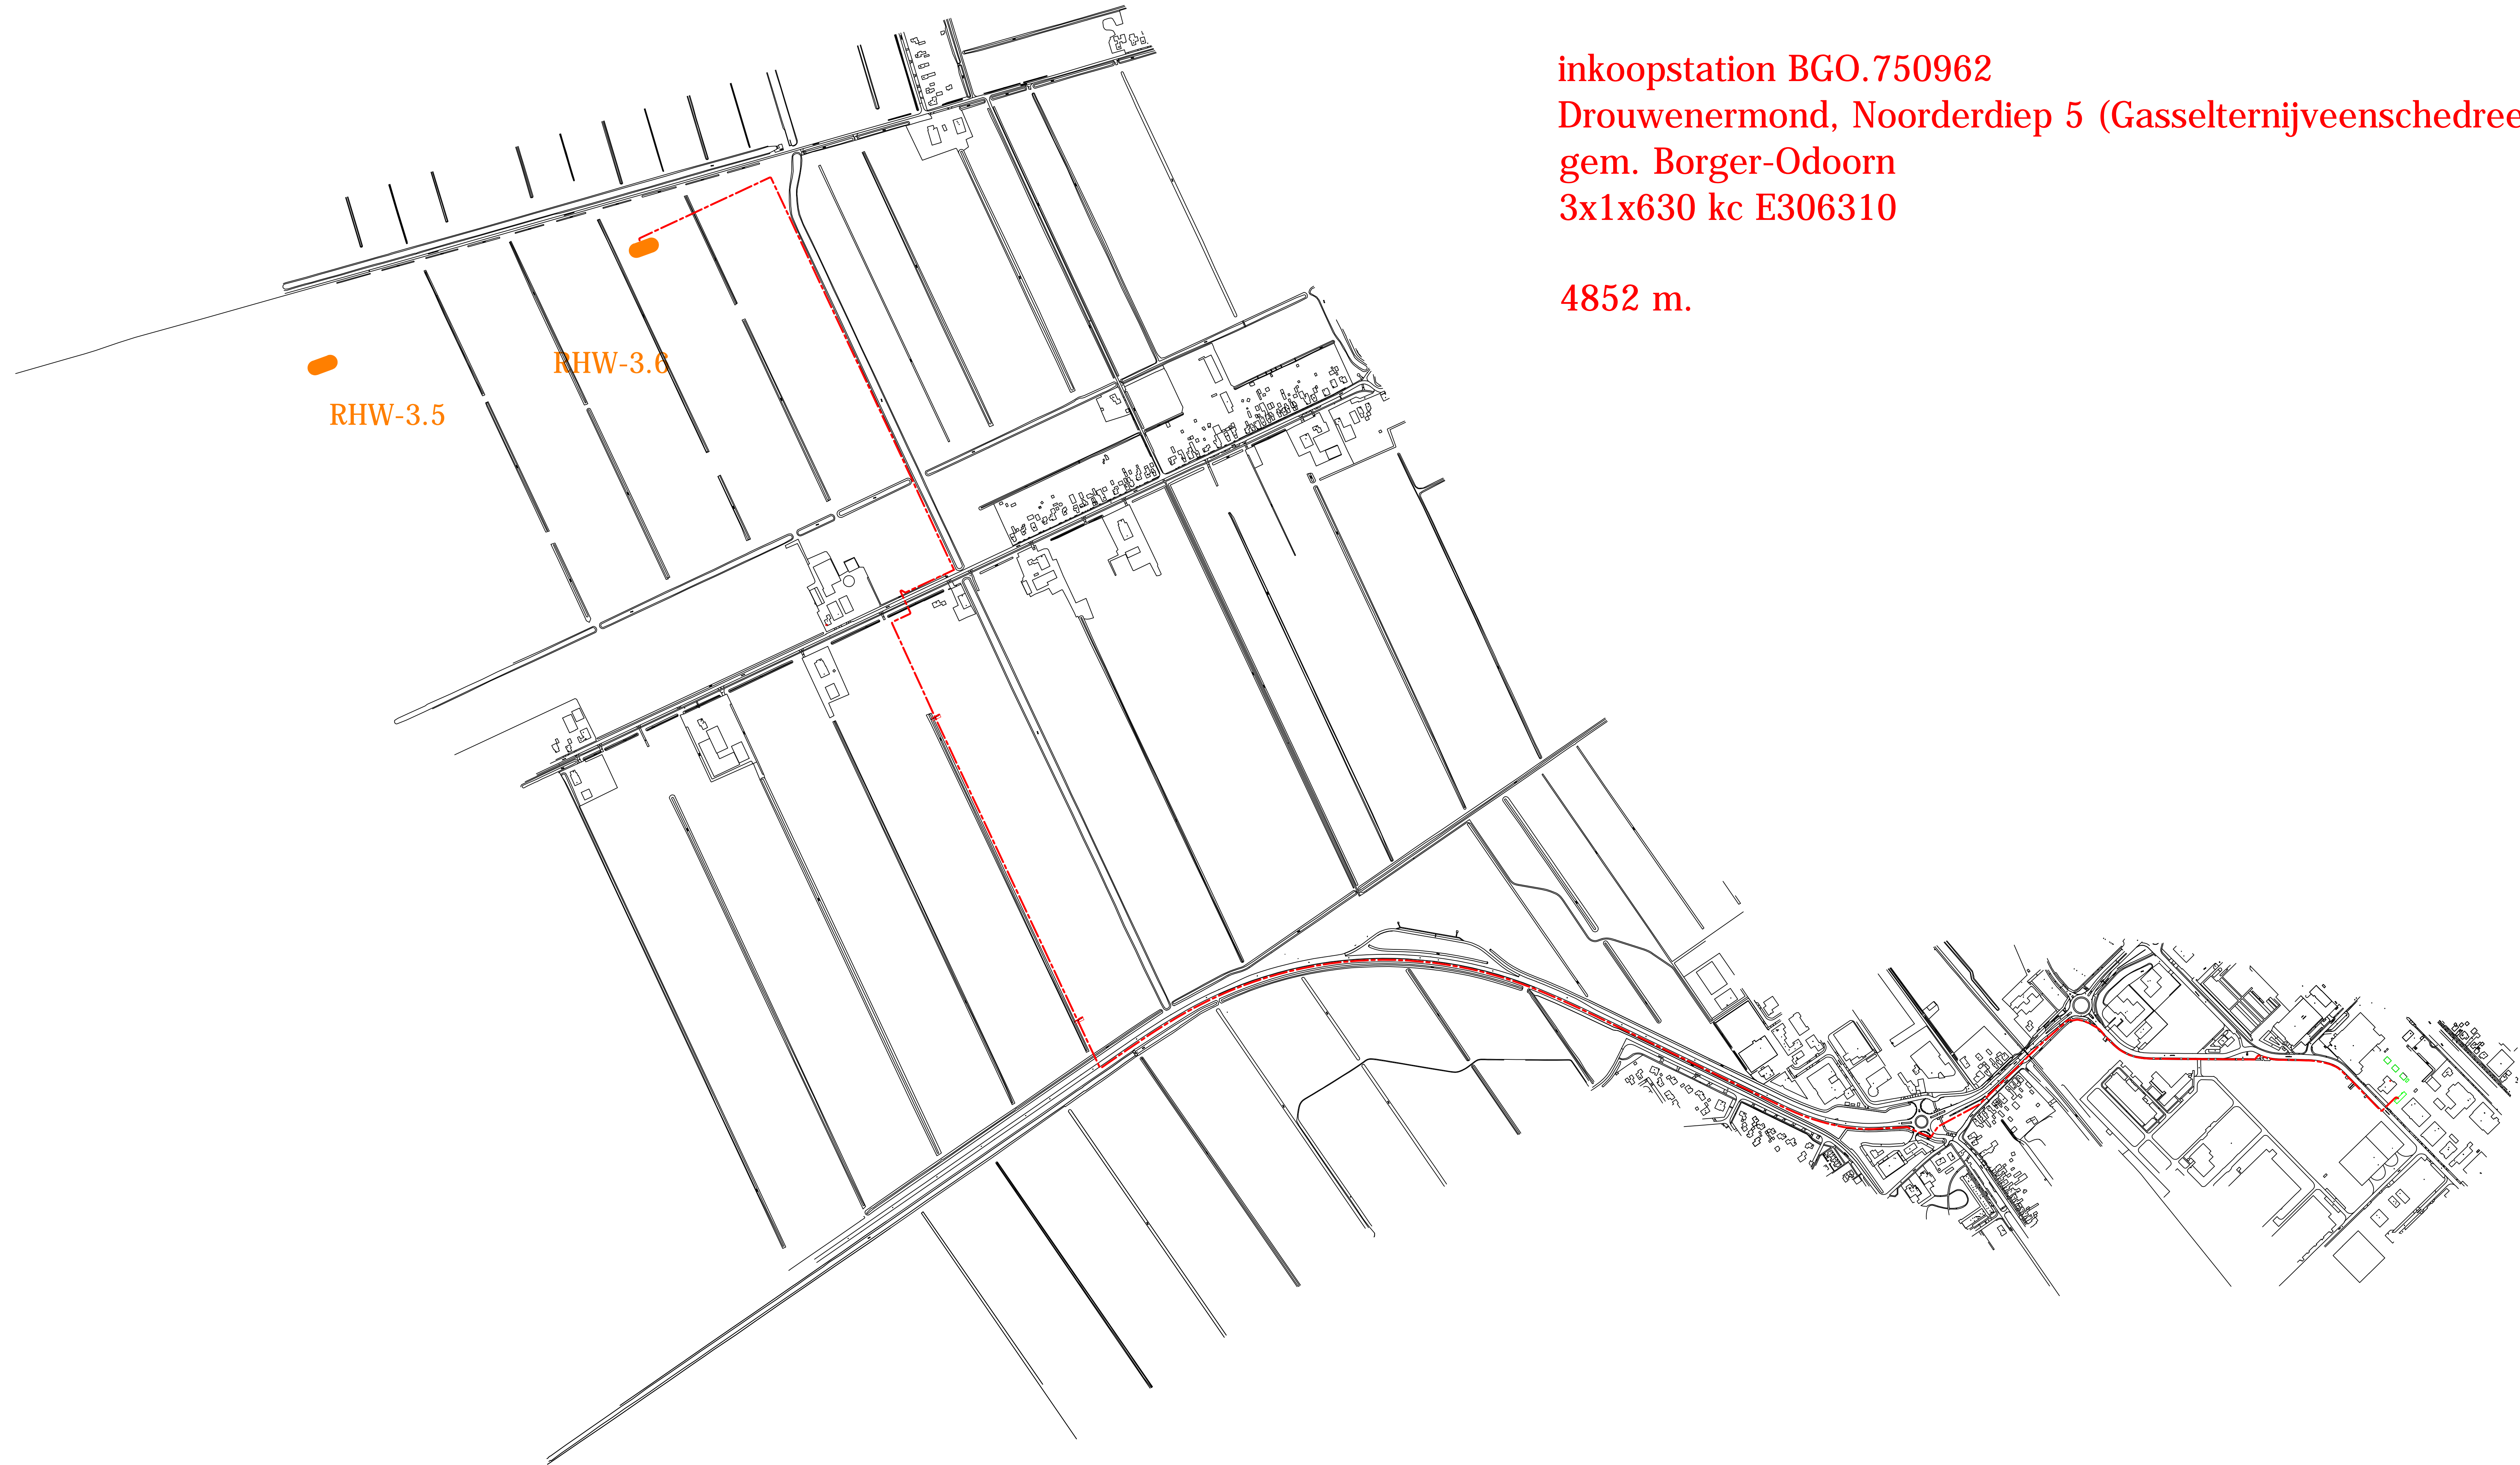 inkoopstation BGO.750962
Drouwenermond, Noorderdiep 5 (Gasselternijveenschedree
gem. Borger-Odoorn
3x1x630 kc E306310
4852 m.
RHW-3.6
RHW-3.5